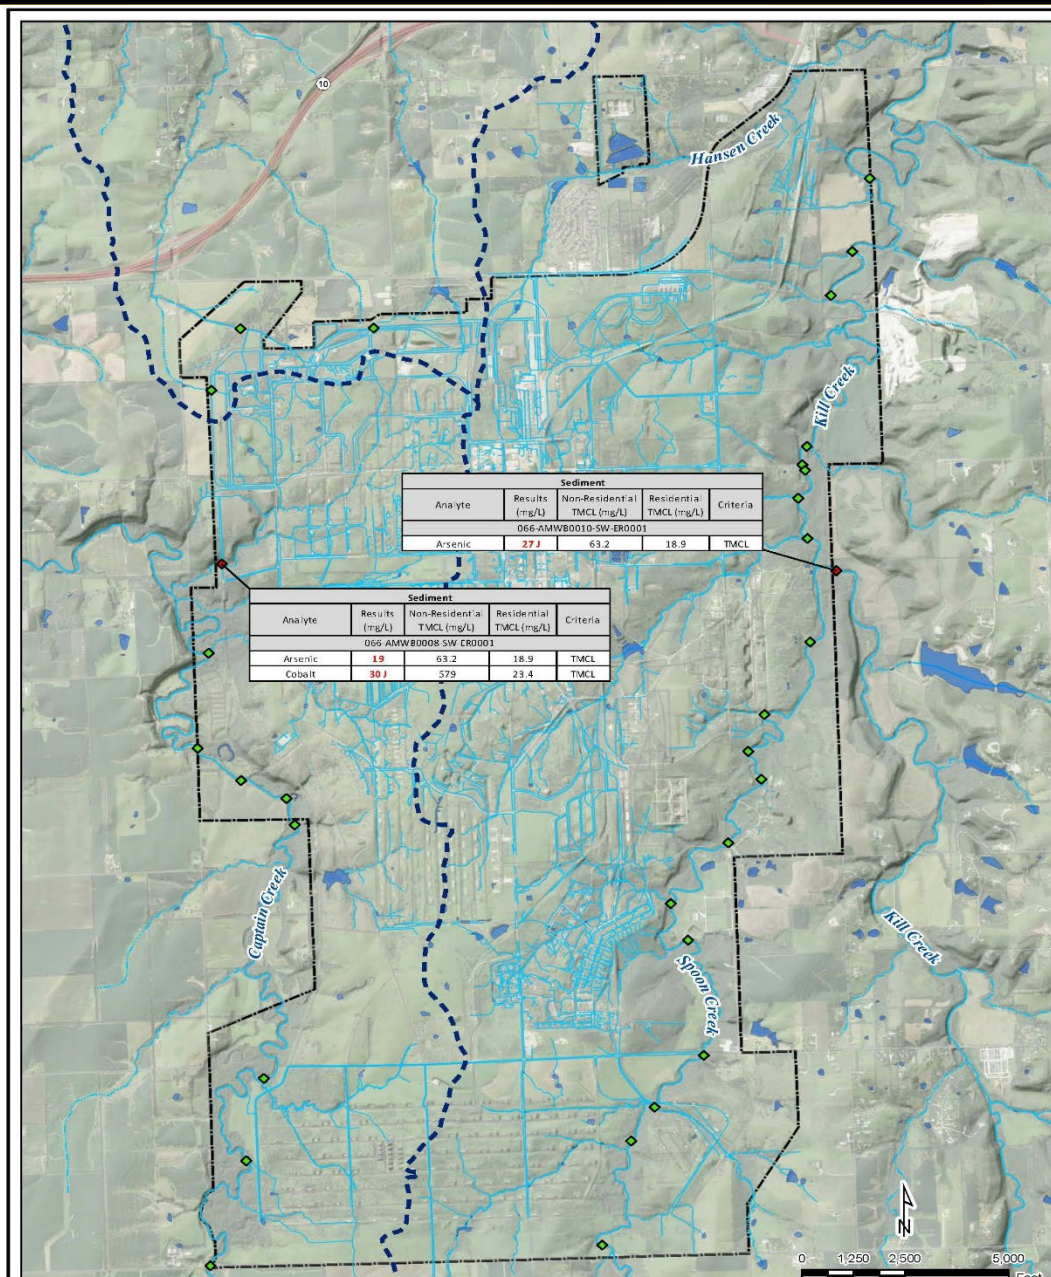 10
Hansen Creek
Kill Creek
Sediment
Analyte Results (mg/L) Non-Residential TMCL (mg/L) Residential TMCL (mg/L) Criteria
066-AMWB0010-SW-ER0001
Arsenic 27 J 63.2 18.9 TMCL
Sediment
Analyte Results (mg/L) Non-Residential TMCL (mg/L) Residential TMCL (mg/L) Criteria
066-AMWB0008-SW-ER0001
Arsenic 19 63.2 18.9 TMCL
Cobalt 30 J 579 23.4 TMCL
Captain Creek
Kill Creek
Spoon Creek
N
0 1,250 2,500 5,000
Feet